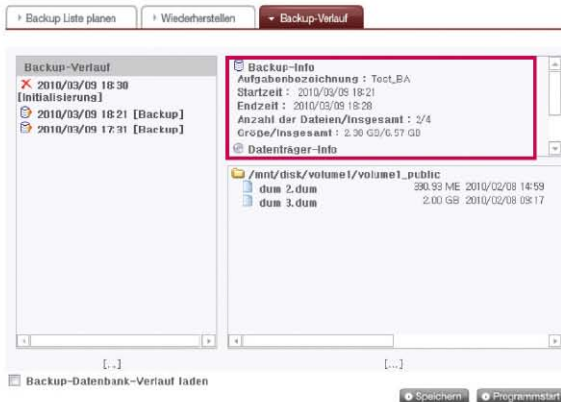 Backup Liste planen
Wiederherstellen
Backup-Verlauf
Backup-Verlauf
2010/03/09 18:30
[Initialisierung]
2010/03/09 18:21 [Backup]
2010/03/09 17:31 [Backup]
Backup-Info
Aufgabenbezeichnung : Test_BA
Startzeit : 2010/03/09 18:21
Endzeit : 2010/03/09 18:28
Anzahl der Dateien/Insgesamt : 2/4
Größe/Insgesamt : 2.30 GB/6.57 GB
Datenträger-Info
/mnt/disk/volume1/volume1_public
dum 2.dum 390.93 ME 2010/02/08 14:59
dum 3.dum 2.00 GB 2010/02/08 09:17
[...]
[...]
Backup-Datenbank-Verlauf laden
Speichern
Programmstart